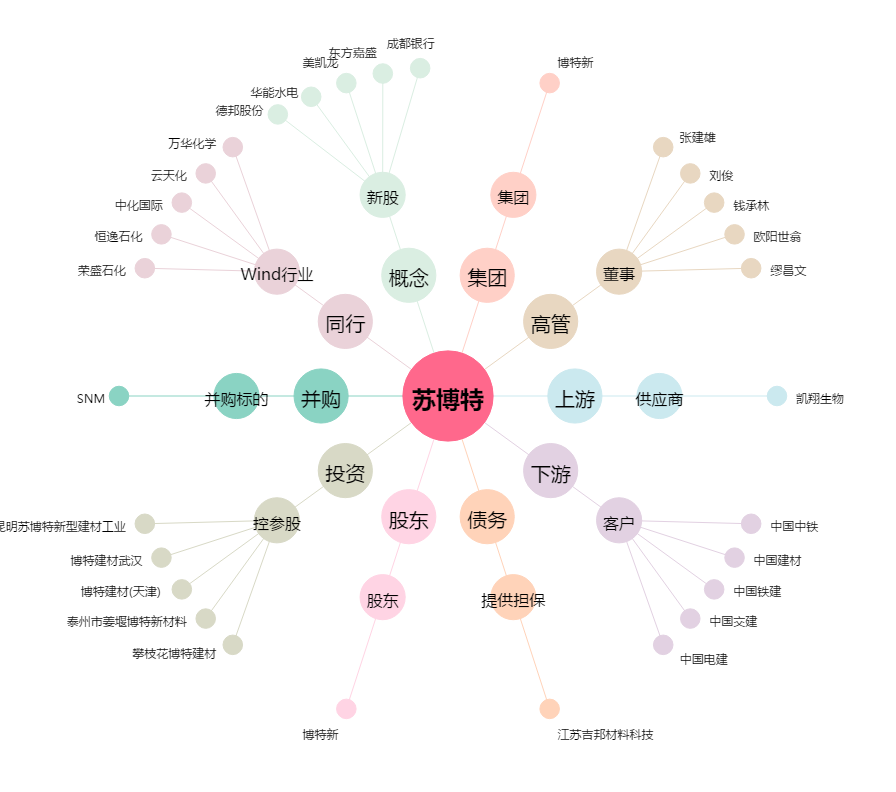 成都银行
东方嘉盛
美凯龙
博特新
华能水电
德邦股份
张建雄
万华化学
刘俊
云天化
新股
集团
钱承林
中化国际
欧阳世翁
恒逸石化
缪昌文
荣盛石化
Wind行业
概念
集团
董事
同行
高管
SNM
并购标的
并购
苏博特
上游
供应商
凯翔生物
投资
下游
昆明苏博特新型建材工业
控参股
股东
债务
客户
中国中铁
博特建材武汉
中国建材
博特建材(天津)
中国铁建
股东
提供担保
泰州市姜堰博特新材料
中国交建
攀枝花博特建材
中国电建
博特新
江苏吉邦材料科技